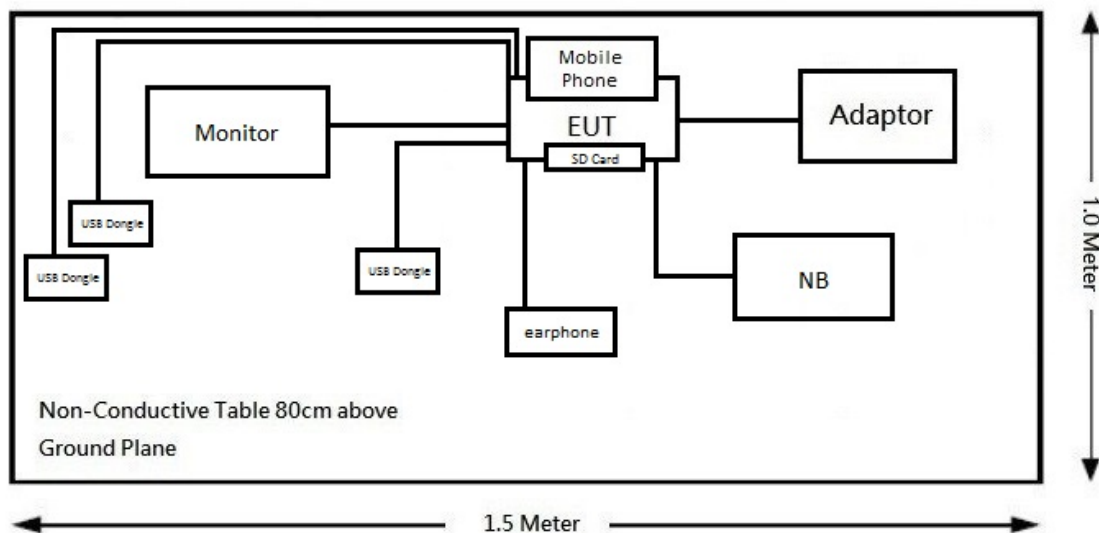 Mobile
Phone
Monitor
EUT
Adaptor
SD Card
USB Dongle
USB Dongle
USB Dongle
NB
earphone
Non-Conductive Table 80cm above
Ground Plane
1.0 Meter
1.5 Meter